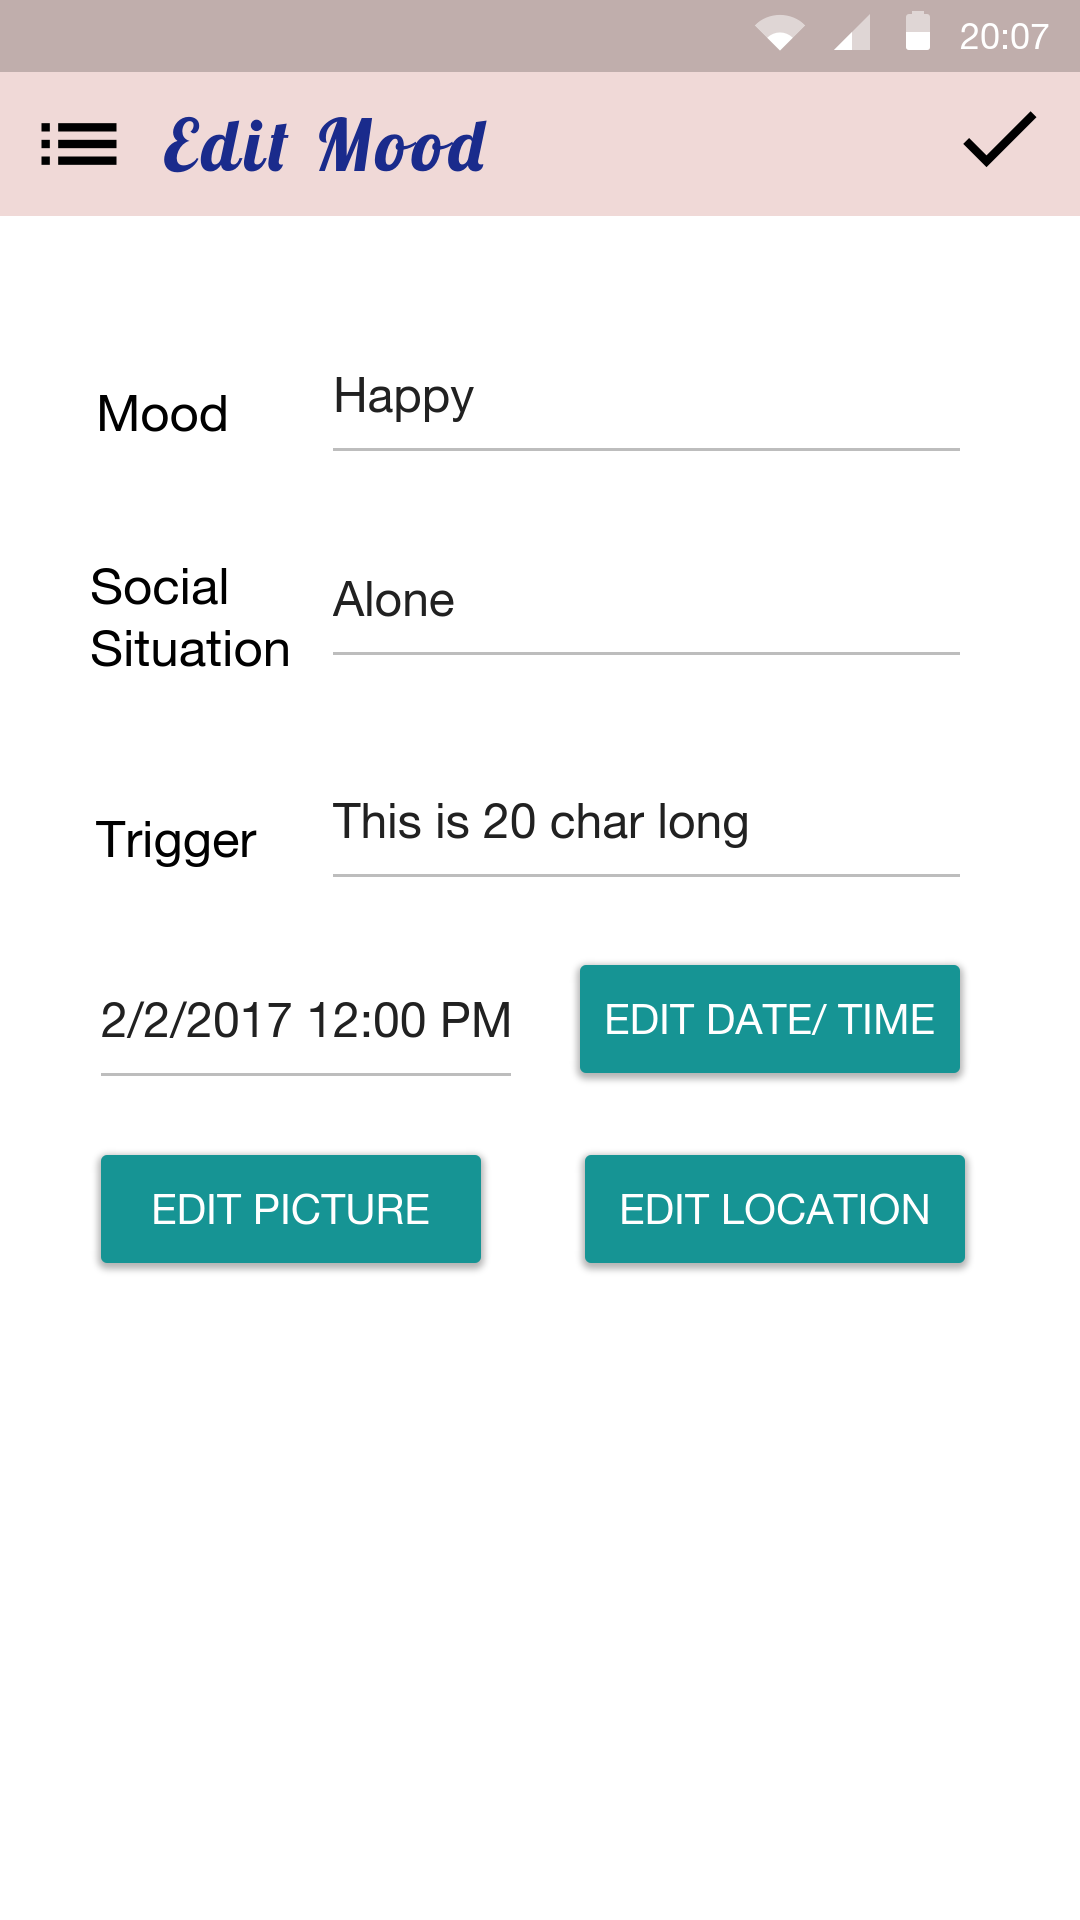 20:07
Edit Mood
Mood
Happy
Social
Situation
Alone
Trigger
This is 20 char long
2/2/2017 12:00 PM
EDIT DATE/ TIME
EDIT PICTURE
EDIT LOCATION